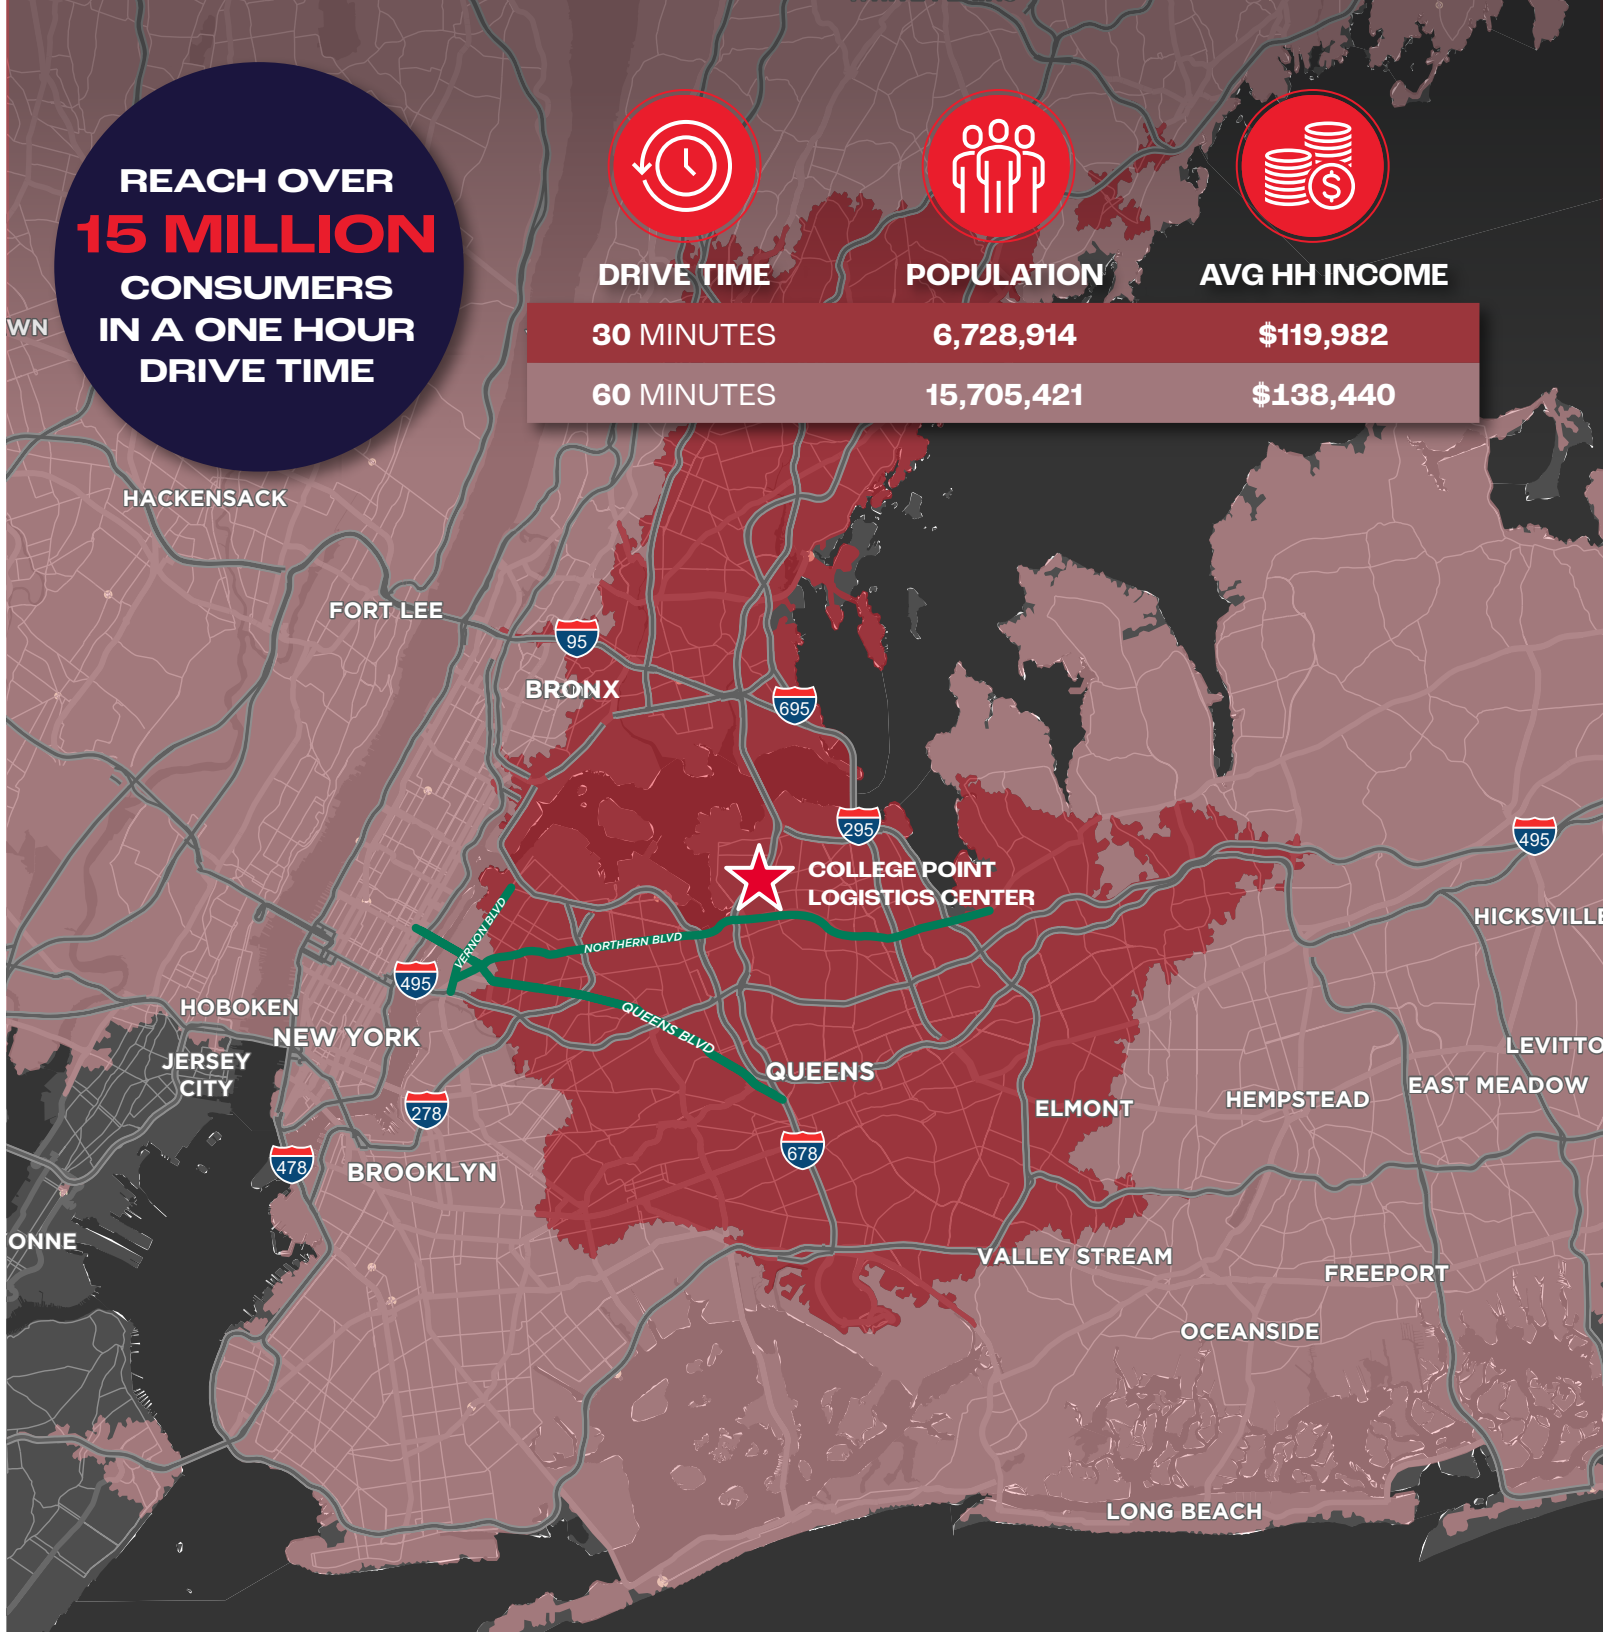 REACH OVER
15 MILLION
CONSUMERS
IN A ONE HOUR
DRIVE TIME
DRIVE TIME POPULATION AVG HH INCOME
30 MINUTES 6,728,914 $119,982
60 MINUTES 15,705,421 $138,440
$
WN
HACKENSACK
FORT LEE
95
BRONX
695
295
495
COLLEGE POINT
LOGISTICS CENTER
HICKSVILLE
VERNON BLVD
NORTHERN BLVD
495
QUEENS BLVD
HOBOKEN
NEW YORK
JERSEY
CITY
QUEENS
LEVITTO
EAST MEADOW
HEMPSTEAD
ELMONT
278
678
478
BROOKLYN
ONNE
VALLEY STREAM
FREEPORT
OCEANSIDE
LONG BEACH